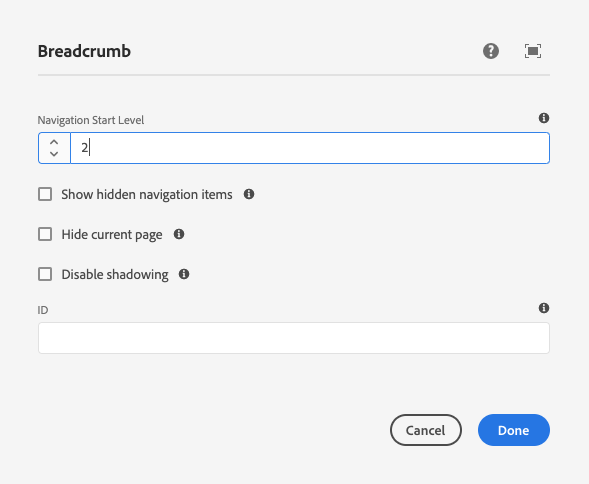 Breadcrumb
Navigation Start Level
2
Show hidden navigation items
Hide current page
Disable shadowing
ID
Cancel Done